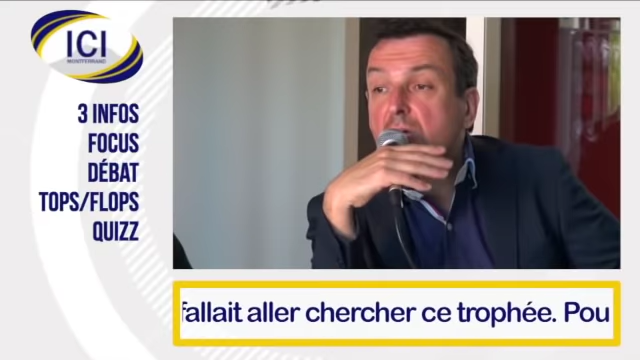 ICI
MONTFERRAND
3 INFOS
FOCUS
DÉBAT
TOPS/FLOPS
QUIZZ
fallait aller chercher ce trophée. Pou